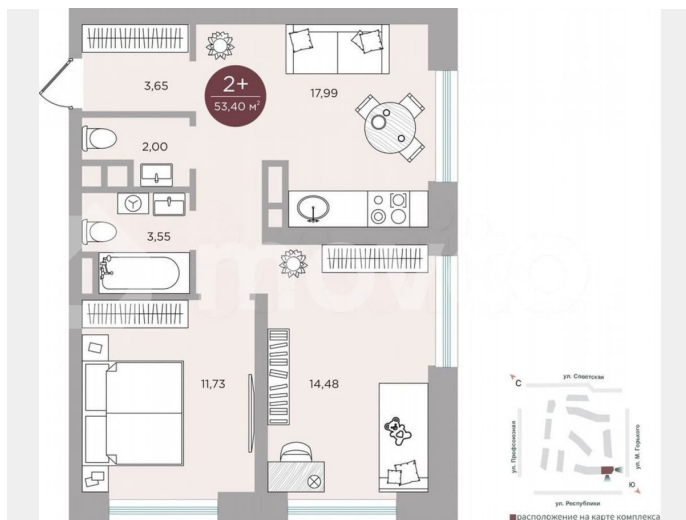 3,65
2+
53,40 м²
17,99
2,00
3,55
movito
11,73
14,48
С
ул. Советская
ул. Профсоюзная
ул. М. Горького
Ю
ул. Республики
расположение на карте комплекса